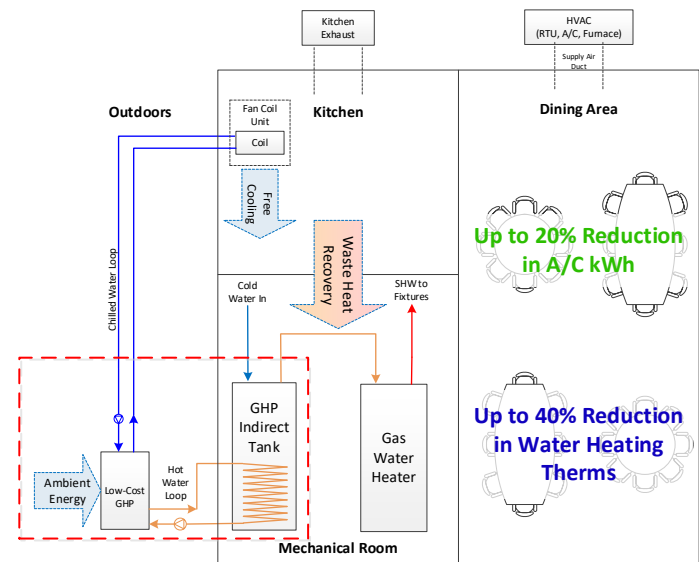 Kitchen
Exhaust
HVAC
(RTU, A/C, Furnace)
Supply Air
Duct
Outdoors
Kitchen
Dining Area
Fan Coil
Unit
Coil
Free
Cooling
Waste Heat
Recovery
Chilled Water Loop
Up to 20% Reduction
in A/C kWh
Cold
Water In
SHW to
Fixtures
GHP
Indirect
Tank
Gas
Water
Heater
Up to 40% Reduction
in Water Heating
Therms
Ambient
Energy
Low-Cost
GHP
Hot
Water
Loop
Mechanical Room